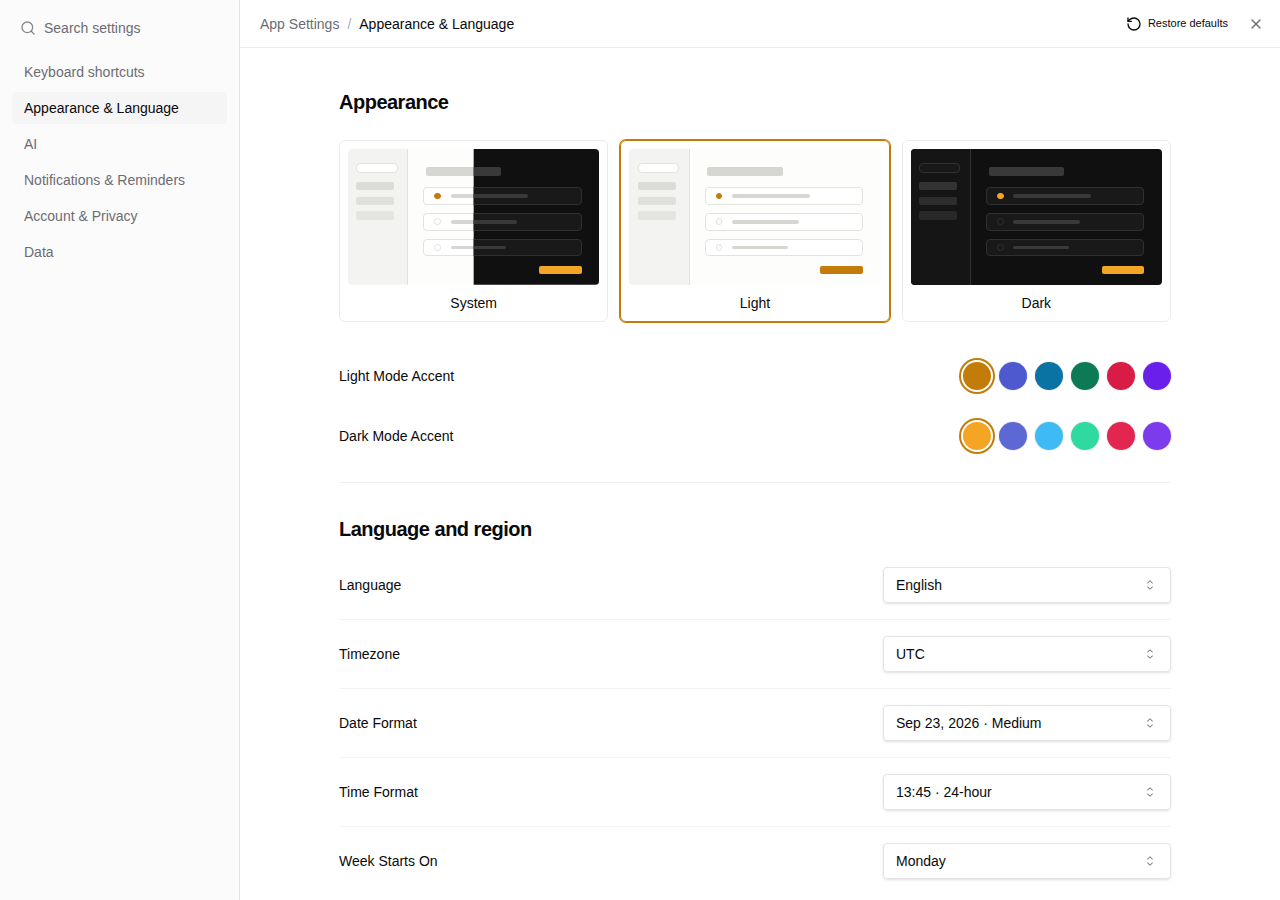 Search settings
Keyboard shortcuts
Appearance & Language
AI
Notifications & Reminders
Account & Privacy
Data
App Settings / Appearance & Language
Restore defaults
Appearance
System
Light
Dark
Light Mode Accent
Dark Mode Accent
Language and region
Language
English
Timezone
UTC
Date Format
Sep 23, 2026 · Medium
Time Format
13:45 · 24-hour
Week Starts On
Monday